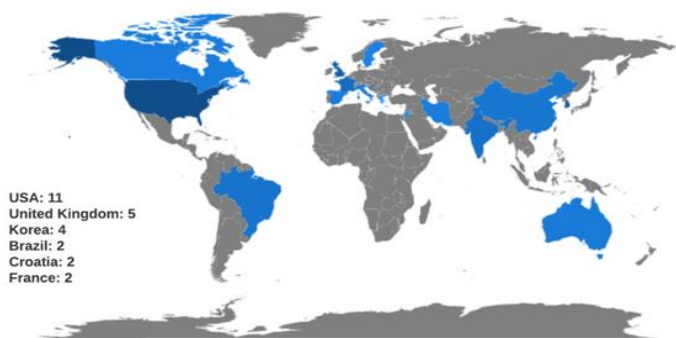 USA: 11
United Kingdom: 5
Korea: 4
Brazil: 2
Croatia: 2
France: 2